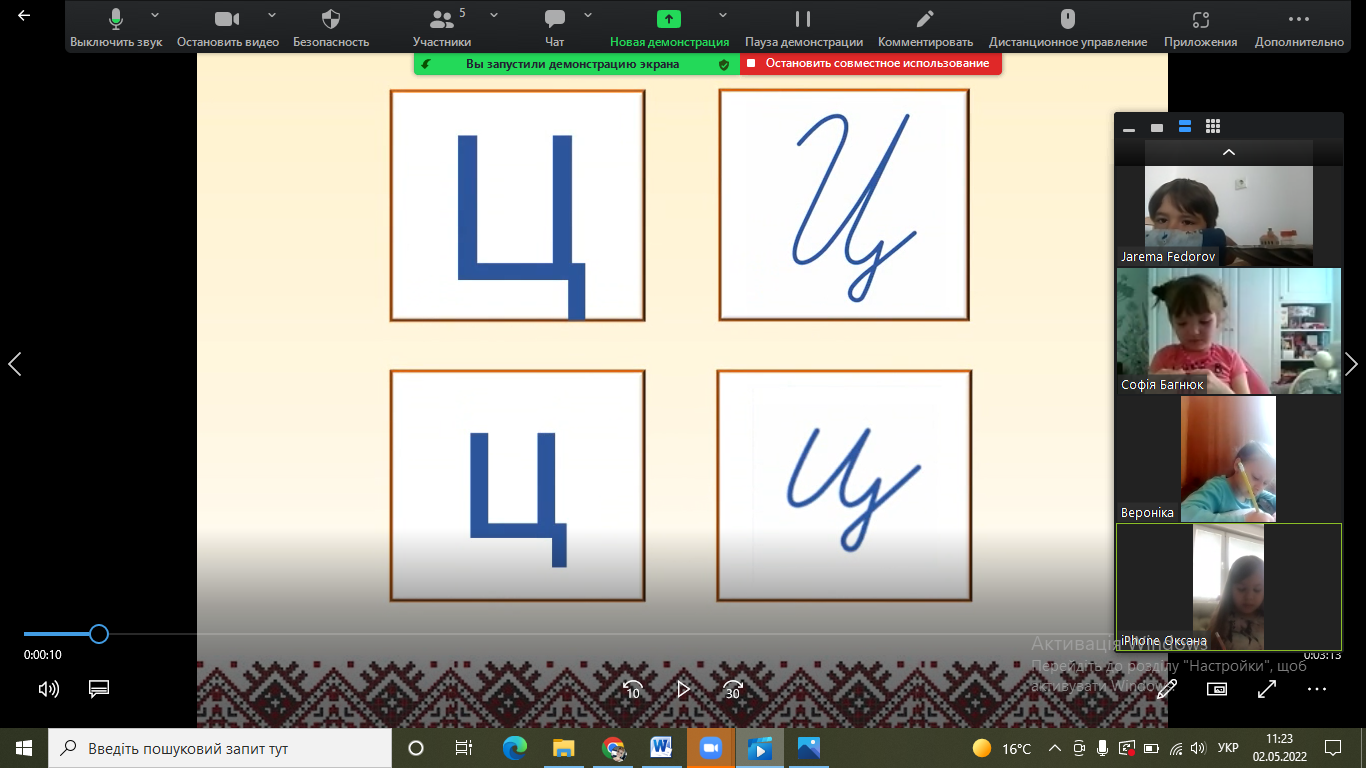 5
Выключить звук
Остановить видео
Безопасность
Участники
Чат
Новая демонстрация
Пауза демонстрации
Комментировать
Дистанционное управление
Приложения
Дополнительно
Вы запустили демонстрацию экрана
Остановить совместное использование
Ц Ц
ц ц
Jarema Fedorov
Софія Багнюк
Вероніка
iPhone Оксана
Активація Windows
Перейдіть до розділу "Настройки", щоб
активувати Windows
0:00:10
0:03:13
10
30
Введіть пошуковий запит тут
16°C
УКР
11:23
02.05.2022